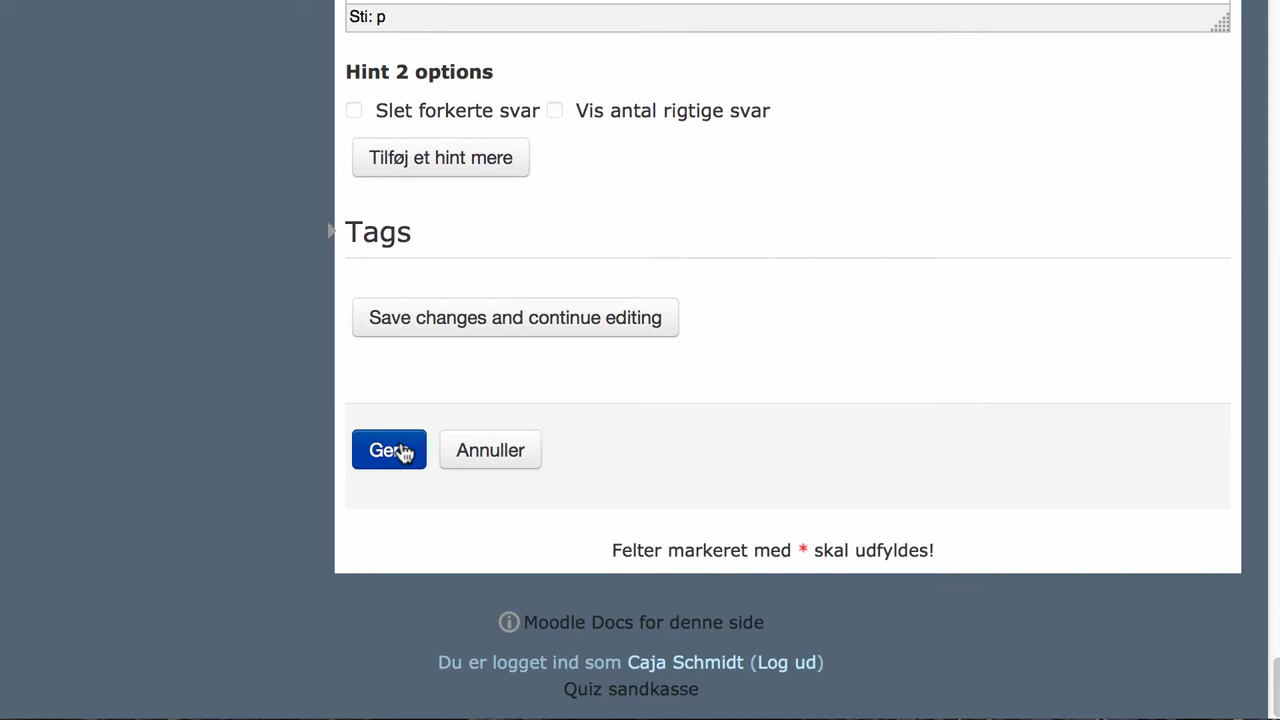 Sti: p
Hint 2 options
Slet forkerte svar Vis antal rigtige svar
Tilføj et hint mere
Tags
Save changes and continue editing
Annuller
Felter markeret med * skal udfyldes!
Moodle Docs for denne side
Du er logget ind som Caja Schmidt (Log ud)
Quiz sandkasse